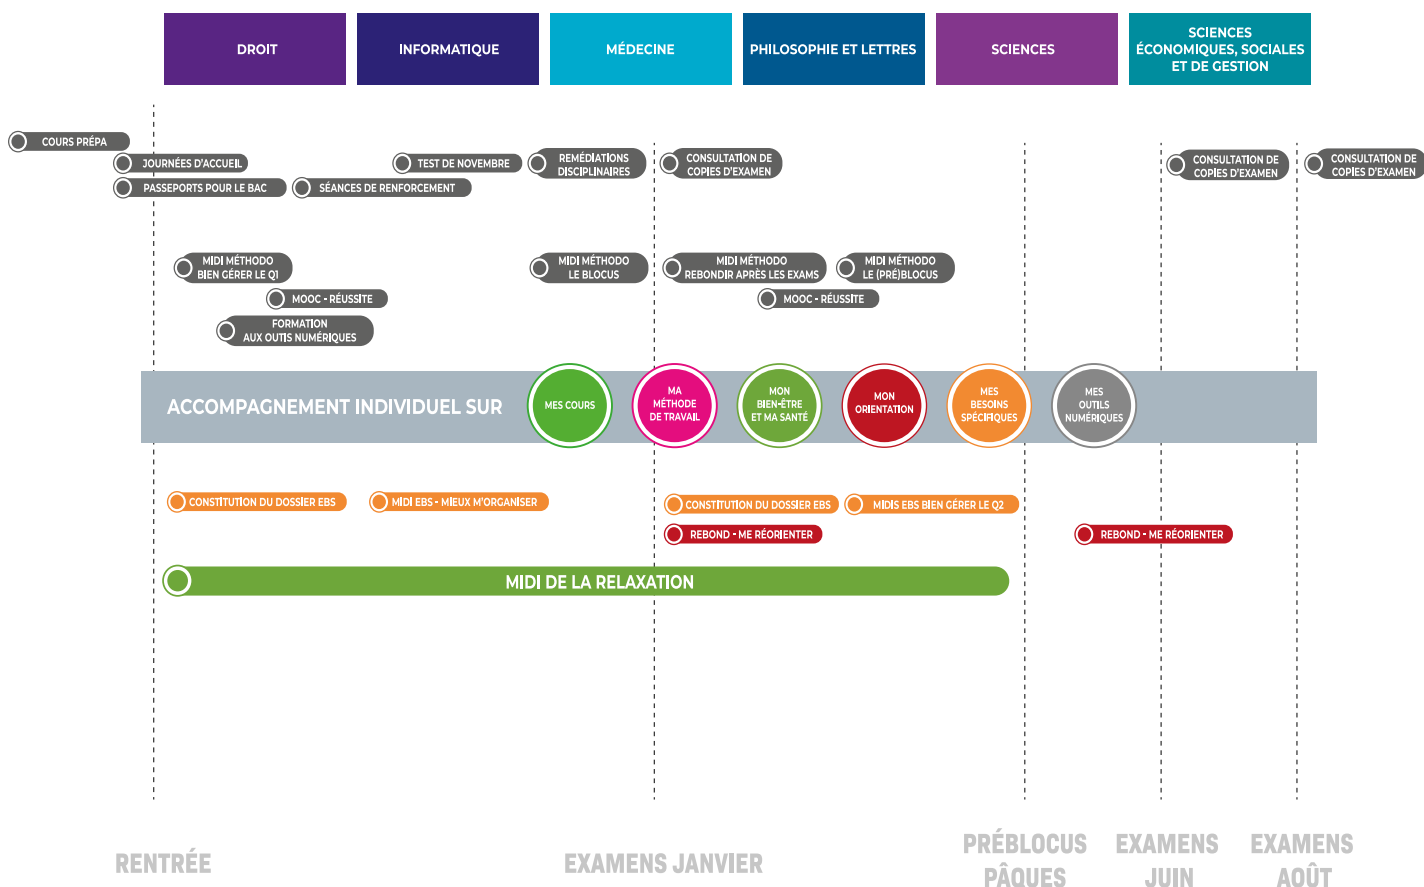 DROIT
INFORMATIQUE
MÉDECINE
PHILOSOPHIE ET LETTRES
SCIENCES
SCIENCES
ÉCONOMIQUES, SOCIALES
ET DE GESTION
COURS PRÉPA
JOURNÉES D'ACCUEIL
TEST DE NOVEMBRE
REMÉDIATIONS
DISCIPLINAIRES
CONSULTATION DE
COPIES D'EXAMEN
CONSULTATION DE
COPIES D'EXAMEN
CONSULTATION DE
COPIES D'EXAMEN
PASSEPORTS POUR LE BAC
SÉANCES DE RENFORCEMENT
MIDI MÉTHODO
BIEN GÉRER LE Q1
MIDI MÉTHODO
LE BLOCUS
MIDI MÉTHODO
REBONDIR APRÈS LES EXAMS
MIDI MÉTHODO
LE (PRÉ)BLOCUS
MOOC - RÉUSSITE
MOOC - RÉUSSITE
FORMATION
AUX OUTIS NUMÉRIQUES
ACCOMPAGNEMENT INDIVIDUEL SUR
MES COURS
MA
MÉTHODE
DE TRAVAIL
MON
BIEN-ÊTRE
ET MA SANTÉ
MON
ORIENTATION
MES
BESOINS
SPÉCIFIQUES
MES
OUTILS
NUMÉRIQUES
CONSTITUTION DU DOSSIER EBS
MIDI EBS - MIEUX M'ORGANISER
CONSTITUTION DU DOSSIER EBS
MIDIS EBS BIEN GÉRER LE Q2
REBOND - ME RÉORIENTER
REBOND - ME RÉORIENTER
MIDI DE LA RELAXATION
RENTRÉE
EXAMENS JANVIER
PRÉBLOCUS
PÂQUES
EXAMENS
JUIN
EXAMENS
AOÛT